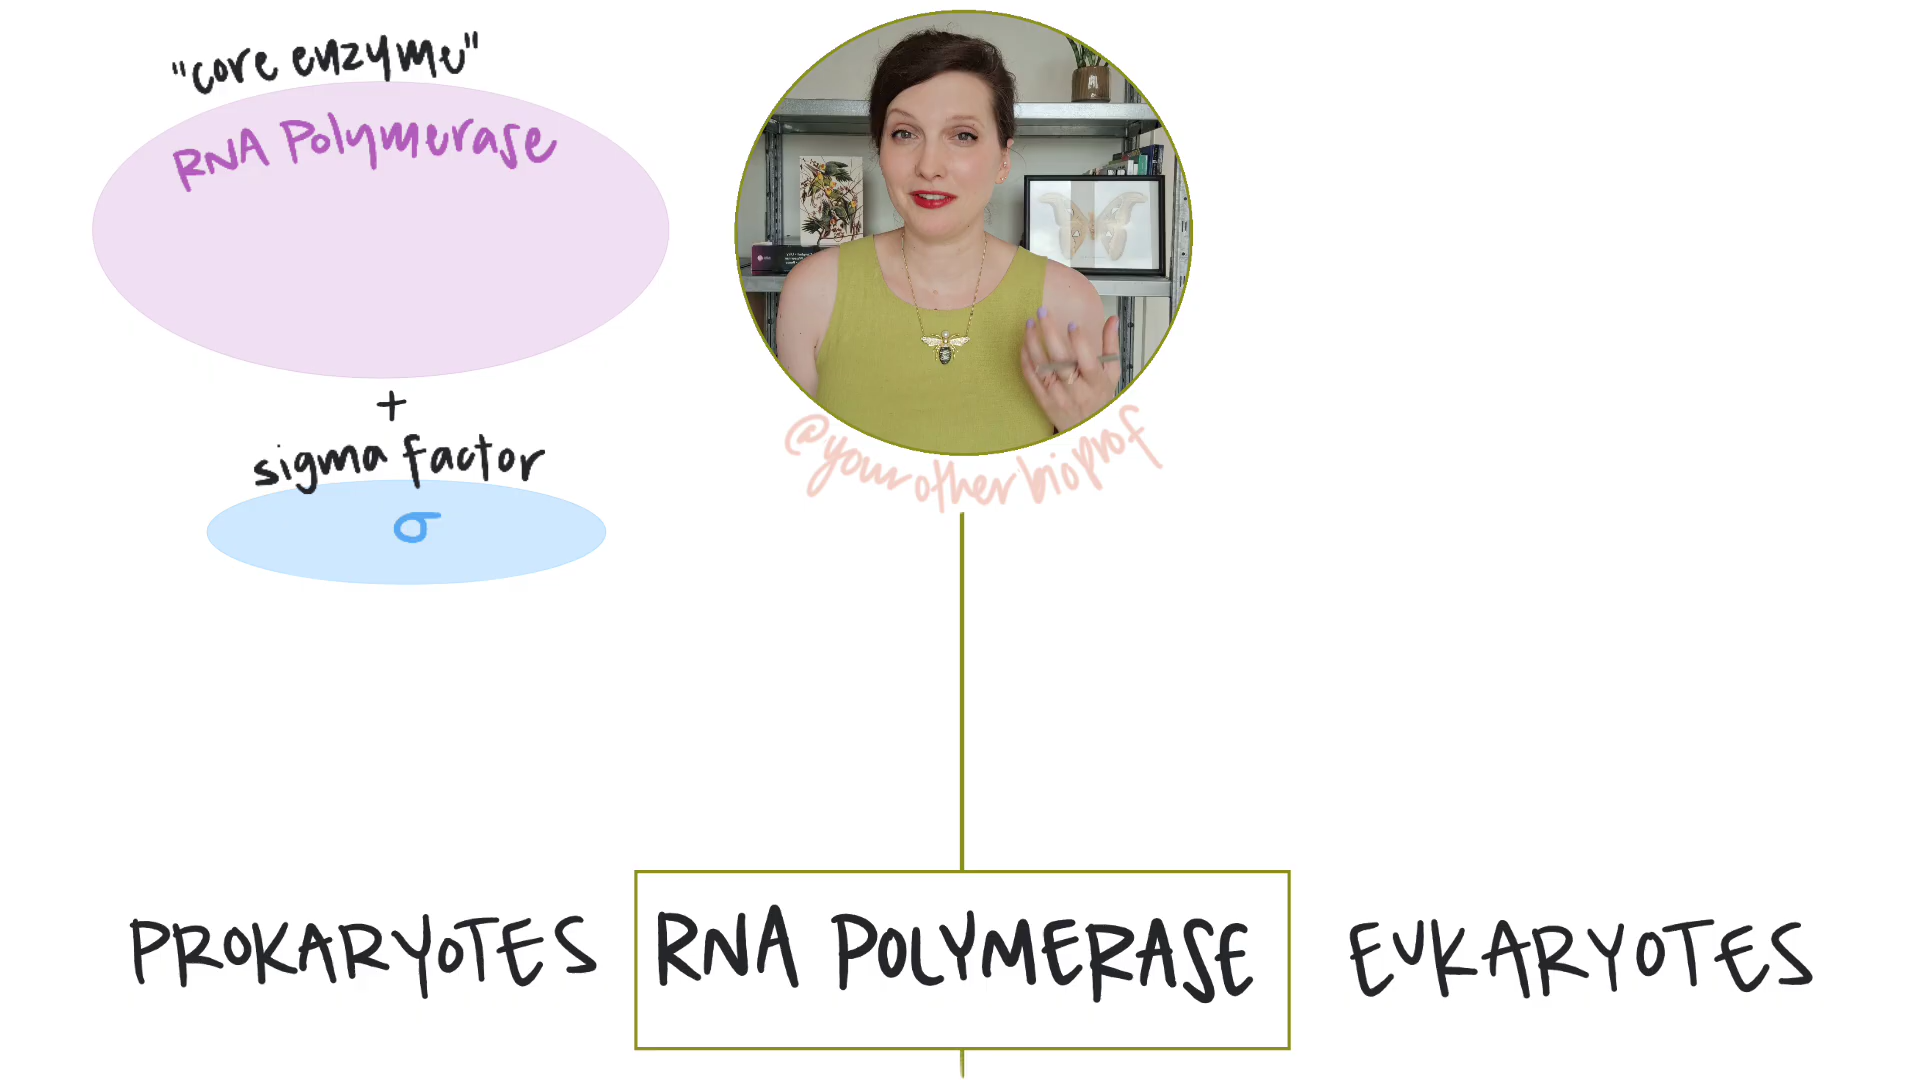 "core enzyme"
RNA Polymerase
+
sigma factor
σ
@yourotherbioprof
PROKARYOTES
RNA POLYMERASE
EUKARYOTES